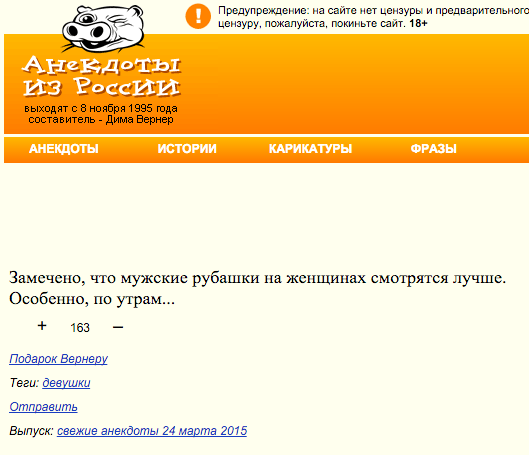 Предупреждение: на сайте нет цензуры и предварительного
цензуру, пожалуйста, покиньте сайт. 18+
Анекдоты
из России
выходят с 8 ноября 1995 года
составитель - Дима Вернер
АНЕКДОТЫ ИСТОРИИ КАРИКАТУРЫ ФРАЗЫ
Замечено, что мужские рубашки на женщинах смотрятся лучше.
Особенно, по утрам...
+ 163 –
Подарок Вернеру
Теги: девушки
Отправить
Выпуск: свежие анекдоты 24 марта 2015